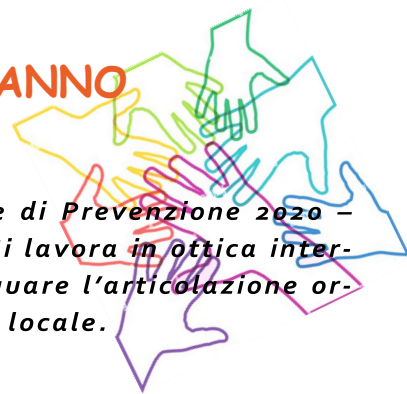 ANNO
e di Prevenzione 2020 –
i lavora in ottica inter-
uare l’articolazione or-
locale.